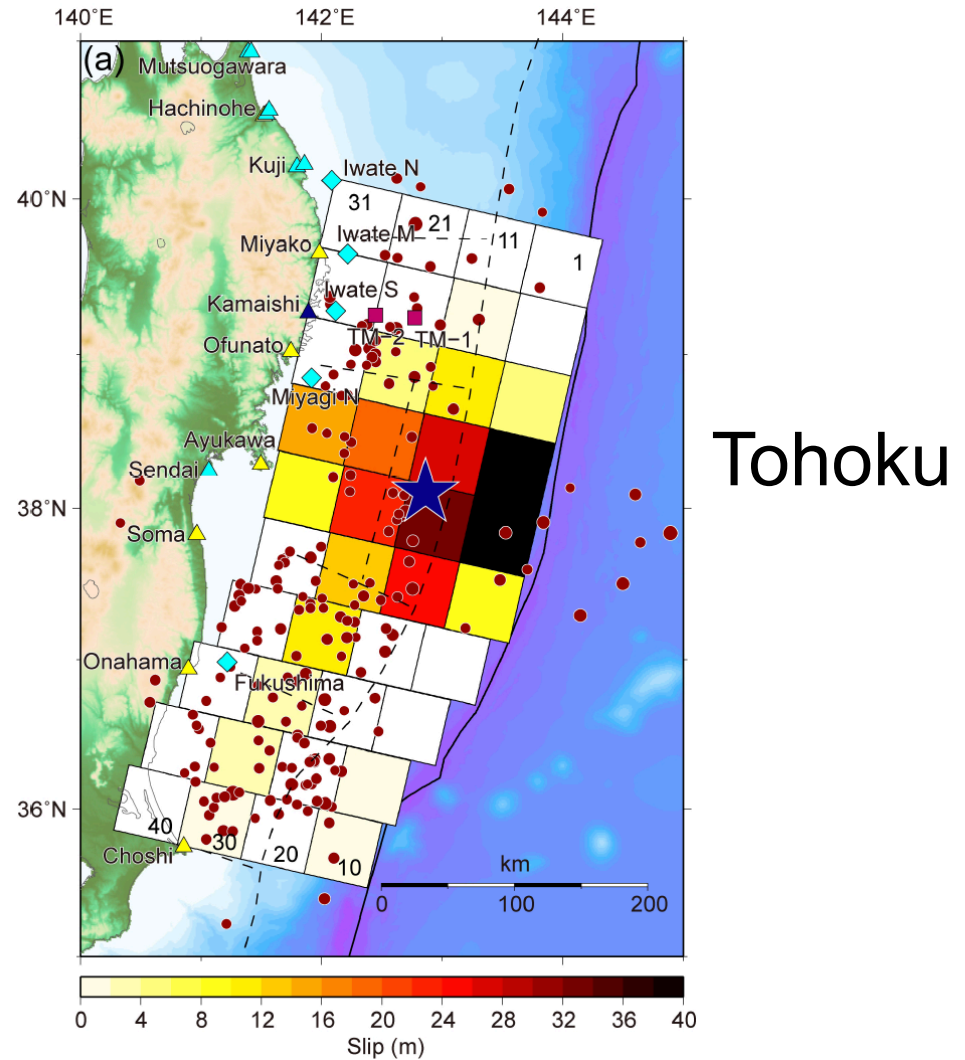 140°E 142°E 144°E
(a)
Mutsuogawara
Hachinohe
Kuji
Iwate N
40°N
31
21
11
1
Miyako
Iwate M
Kamaishi
Iwate S
Ofunato
TM−2 TM−1
Miyagi N
Ayukawa
Sendai
Tohoku
38°N
Soma
Onahama
Fukushima
36°N
40
30
20
10
Choshi
km
0 100 200
0 4 8 12 16 20 24 28 32 36 40
Slip (m)